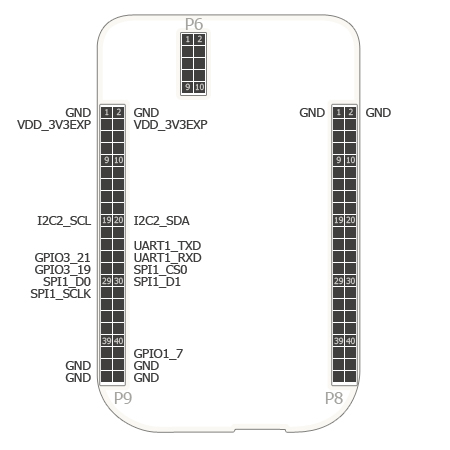 P6
1 2
9 10
GND 1 2 GND
VDD_3V3EXP VDD_3V3EXP
9 10
I2C2_SCL 19 20 I2C2_SDA
UART1_TXD
GPIO3_21 UART1_RXD
GPIO3_19 SPI1_CS0
SPI1_D0 29 30 SPI1_D1
SPI1_SCLK
39 40
GPIO1_7
GND GND
GND GND
P9
GND 1 2 GND
9 10
19 20
29 30
39 40
P8